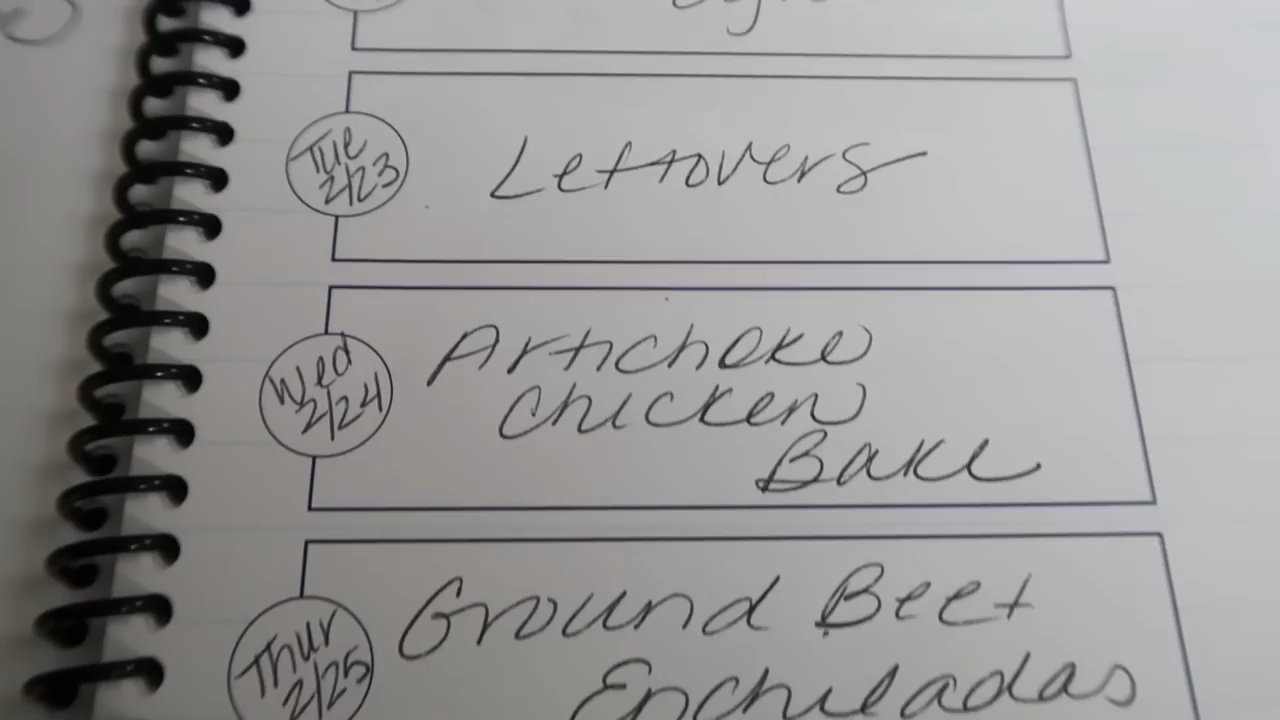 Tue
2/23
Leftovers
Wed
2/24
Artichoke
Chicken
Bake
Thur
2/25
Ground Beef
Enchiladas